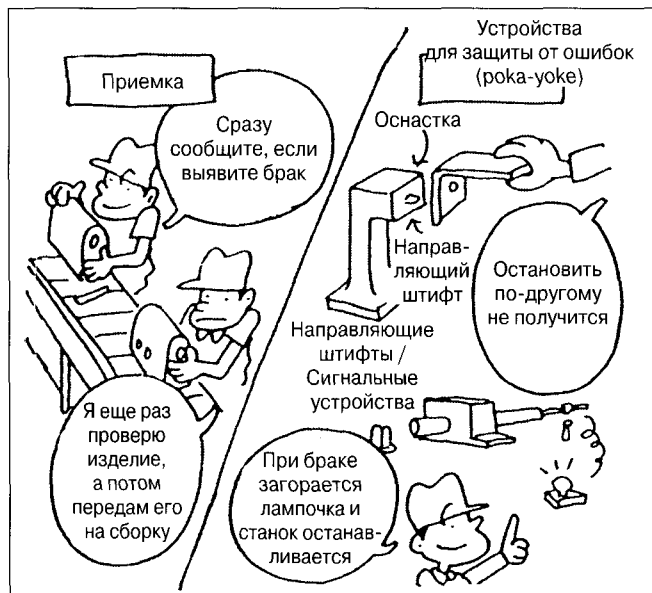 Приемка
Сразу
сообщите, если
выявите брак
Я еще раз
проверю
изделие,
а потом
передам его
на сборку
Устройства
для защиты от ошибок
(poka-yoke)
Оснастка
Направ-
ляющий
штифт
Остановить
по-другому
не получится
Направляющие
штифты /
Сигнальные
устройства
При браке
загорается
лампочка и
станок останав-
ливается